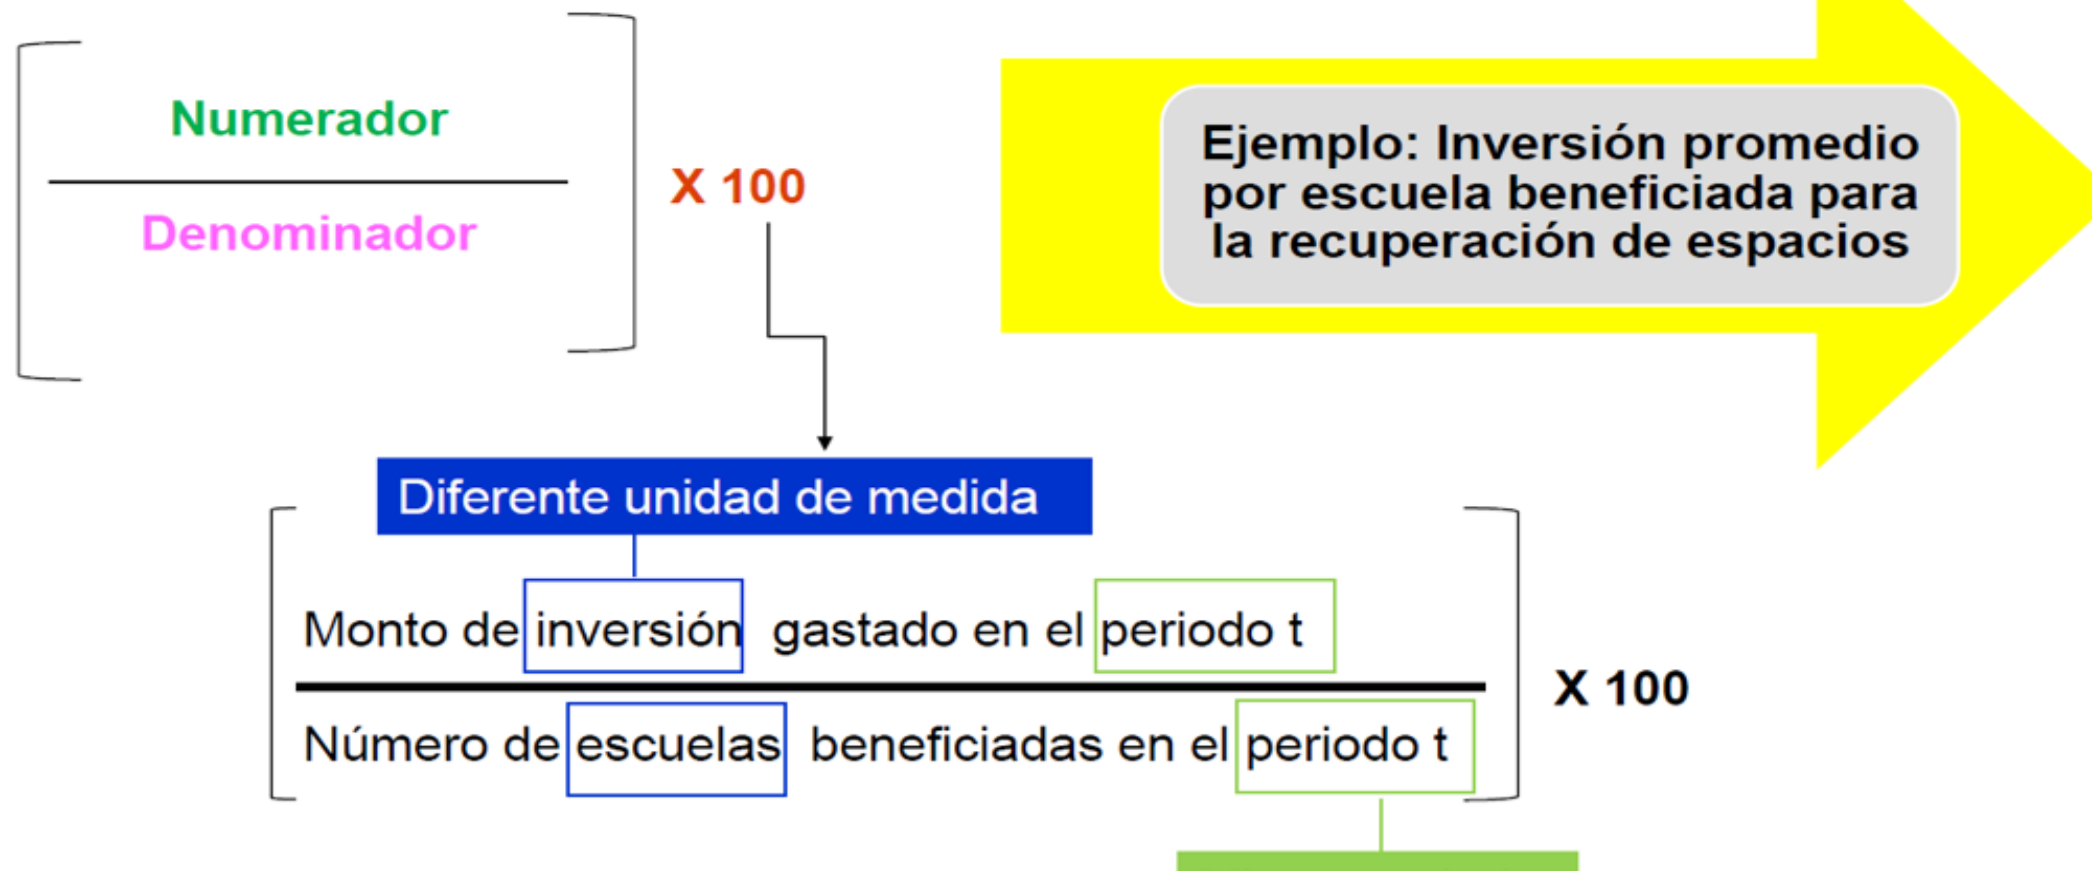 Numerador
Denominador
X 100
Ejemplo: Inversión promedio
por escuela beneficiada para
la recuperación de espacios
Diferente unidad de medida
Monto de inversión gastado en el periodo t
Número de escuelas beneficiadas en el periodo t
X 100